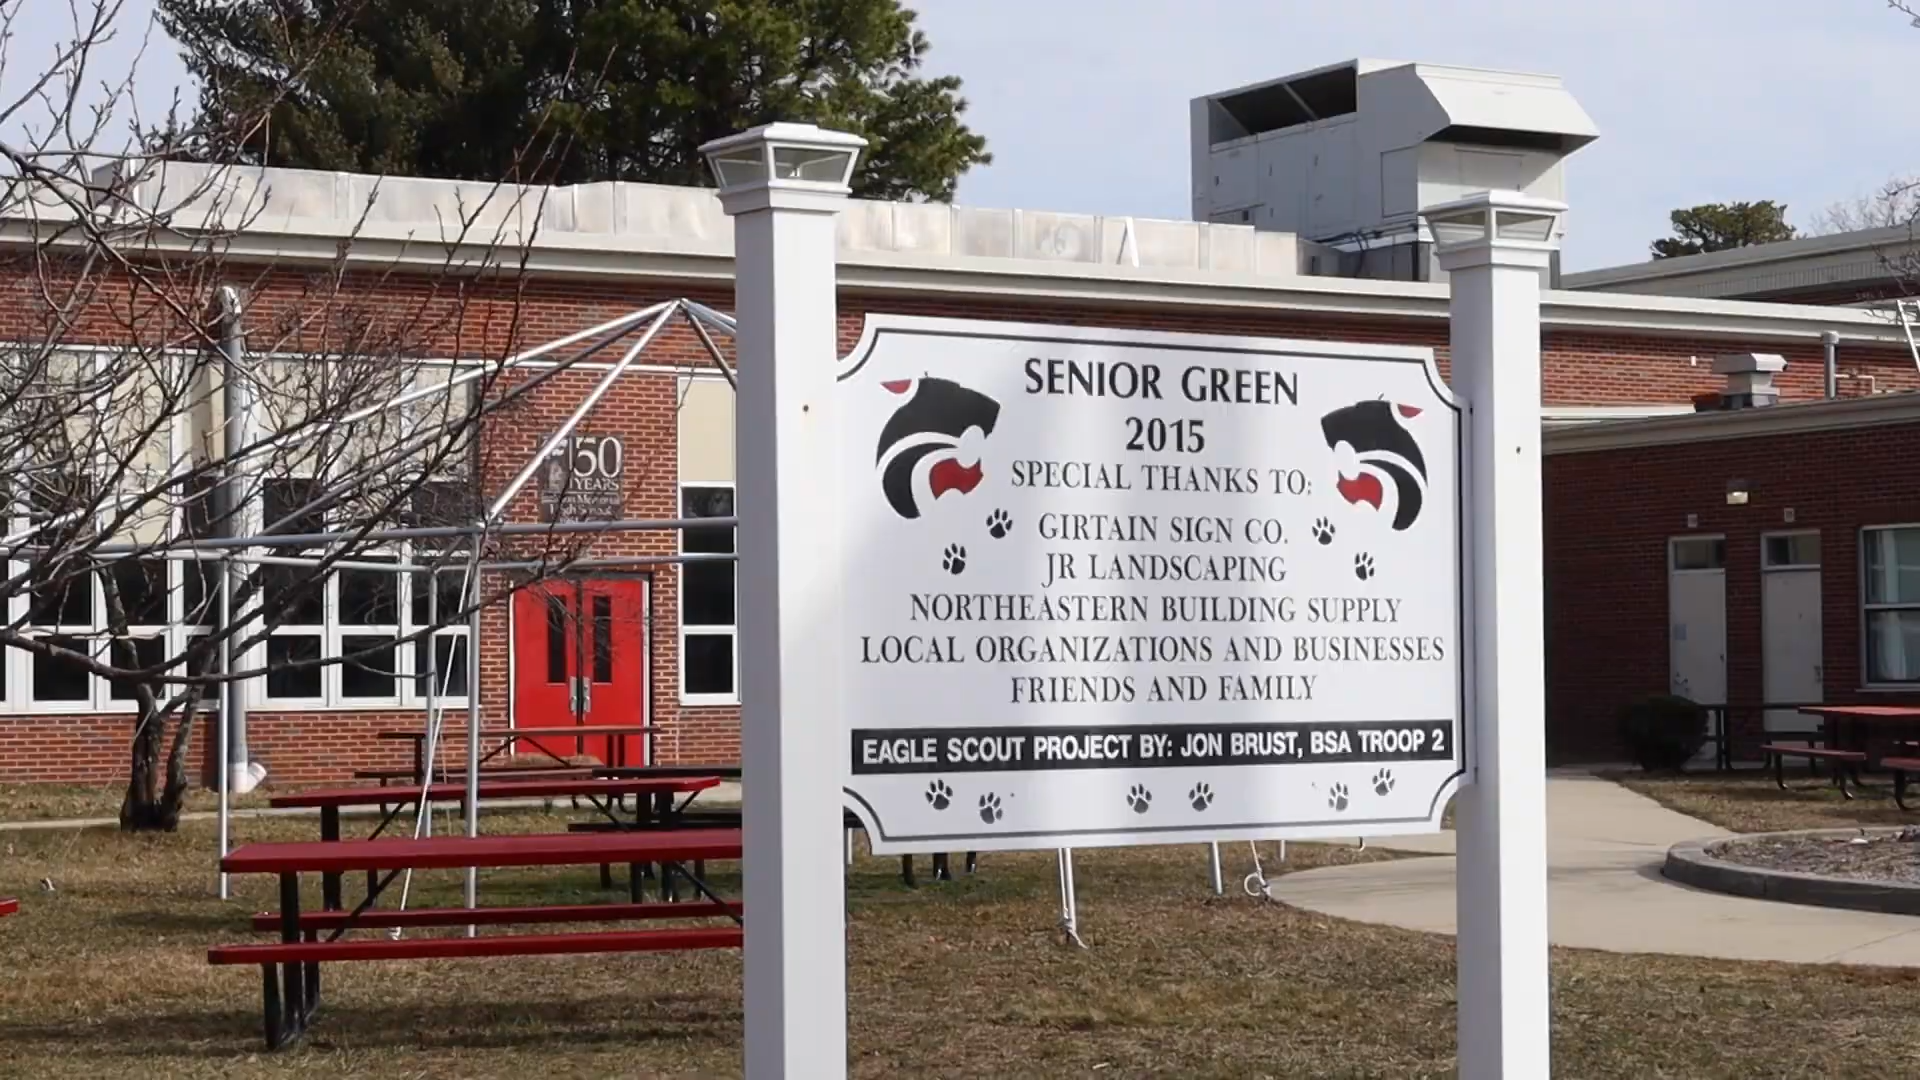 SENIOR GREEN
2015
SPECIAL THANKS TO:
GIRTAIN SIGN CO.
JR LANDSCAPING
NORTHEASTERN BUILDING SUPPLY
LOCAL ORGANIZATIONS AND BUSINESSES
FRIENDS AND FAMILY
EAGLE SCOUT PROJECT BY: JON BRUST, BSA TROOP 2
50
YEARS